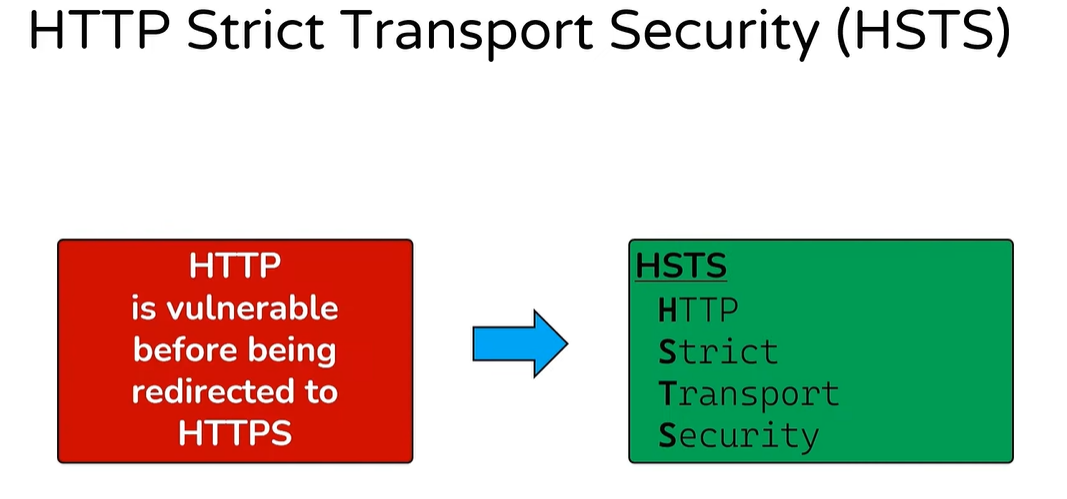 HTTP Strict Transport Security (HSTS)
HTTP
is vulnerable
before being
redirected to
HTTPS
HSTS
HTTP
Strict
Transport
Security